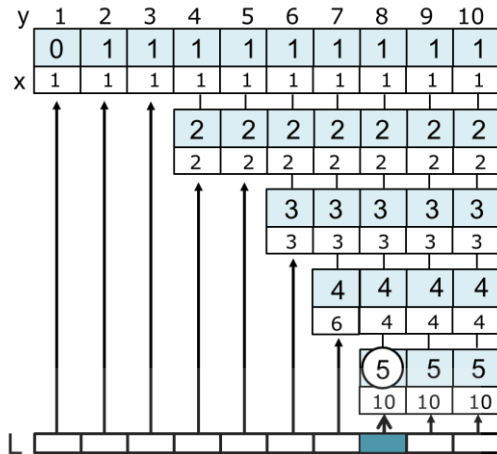 y 1 2 3 4 5 6 7 8 9 10
0 1 1 1 1 1 1 1 1 1
x 1 1 1 1 1 1 1 1 1 1
2 2 2 2 2 2 2
2 2 2 2 2 2 2
3 3 3 3 3
3 3 3 3 3
4 4 4 4
6 4 4 4
5 5 5
10 10 10
L